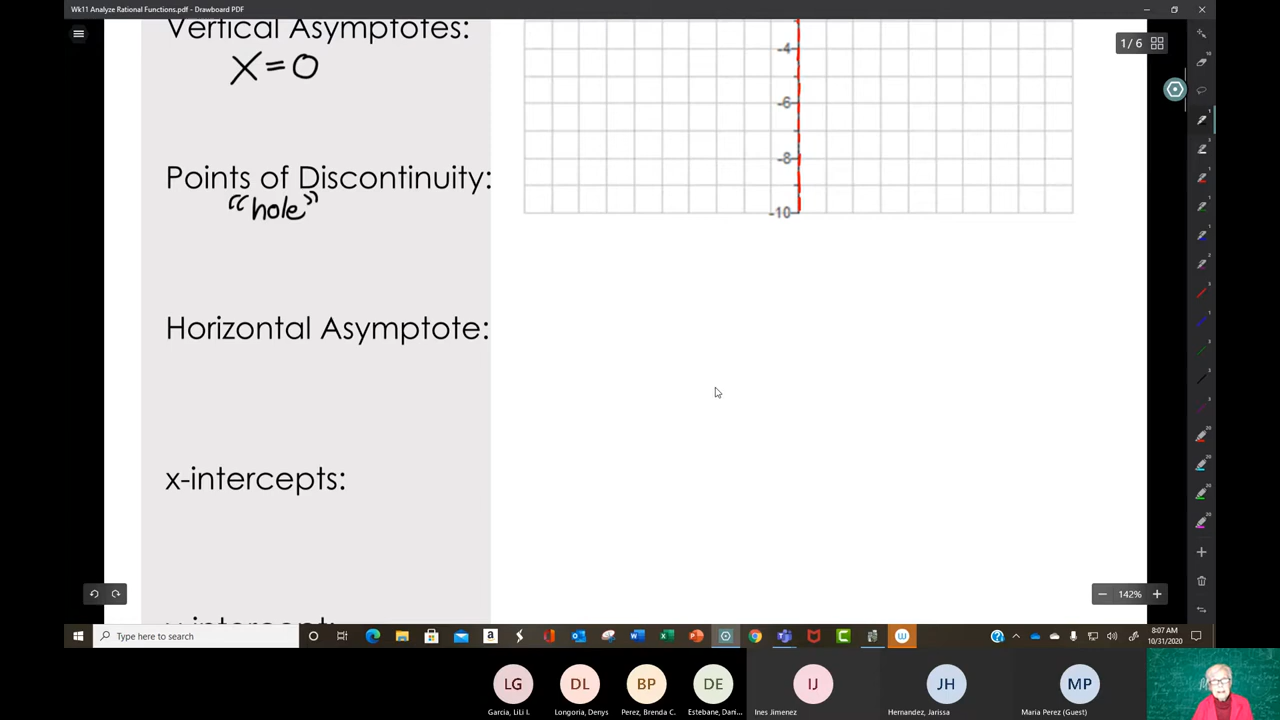 Wk11 Analyze Rational Functions.pdf - Drawboard PDF
Vertical Asymptotes:
X = 0
-4
1 / 6
-6
-8
-10
Points of Discontinuity:
"hole"
Horizontal Asymptote:
x-intercepts:
142%
Type here to search
8:07 AM
10/31/2020
LG
DL
BP
DE
IJ
JH
MP
Garcia, LiLi I.
Longoria, Denys
Perez, Brenda C.
Estebane, Dani...
Ines Jimenez
Hernandez, Jarissa
Maria Perez (Guest)